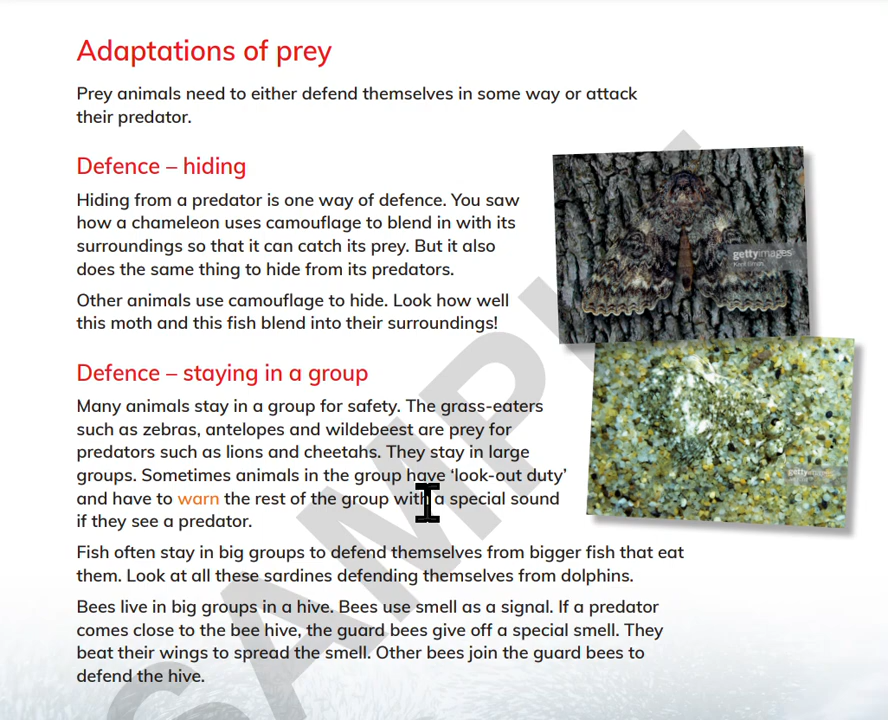 Adaptations of prey
Prey animals need to either defend themselves in some way or attack
their predator.
Defence – hiding
Hiding from a predator is one way of defence. You saw
how a chameleon uses camouflage to blend in with its
surroundings so that it can catch its prey. But it also
does the same thing to hide from its predators.
Other animals use camouflage to hide. Look how well
this moth and this fish blend into their surroundings!
gettyimages
Defence – staying in a group
Many animals stay in a group for safety. The grass-eaters
such as zebras, antelopes and wildebeest are prey for
predators such as lions and cheetahs. They stay in large
groups. Sometimes animals in the group have ‘look-out duty’
and have to warn the rest of the group with a special sound
if they see a predator.
gettyimages
Fish often stay in big groups to defend themselves from bigger fish that eat
them. Look at all these sardines defending themselves from dolphins.
Bees live in big groups in a hive. Bees use smell as a signal. If a predator
comes close to the bee hive, the guard bees give off a special smell. They
beat their wings to spread the smell. Other bees join the guard bees to
defend the hive.
SAMPLE